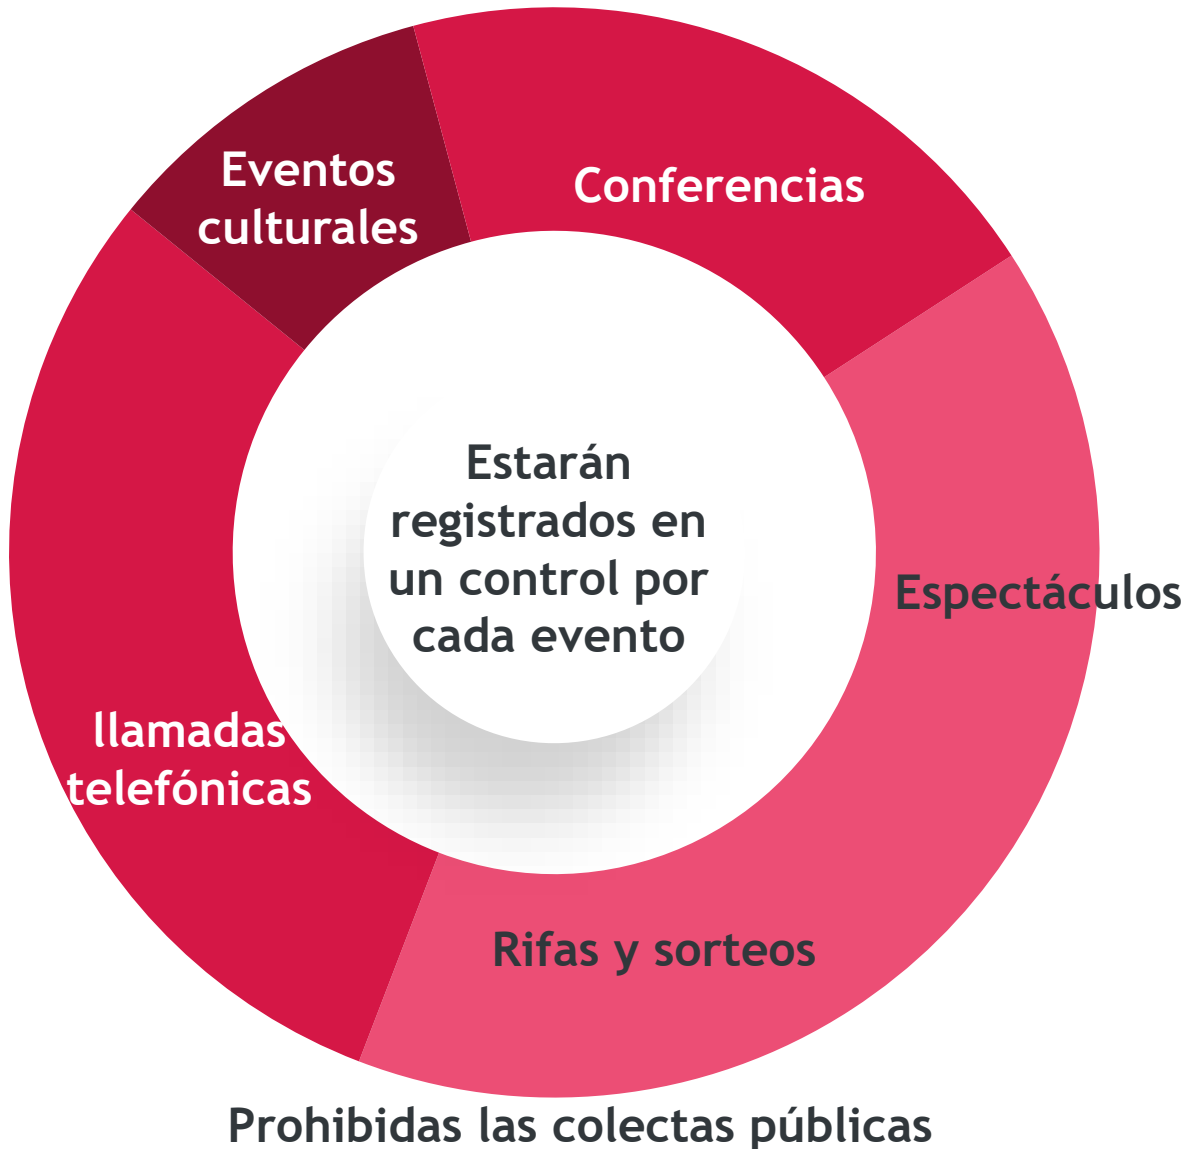 Eventos
culturales
Conferencias
Estarán
registrados en
un control por
cada evento
Espectáculos
llamadas
telefónicas
Rifas y sorteos
Prohibidas las colectas públicas